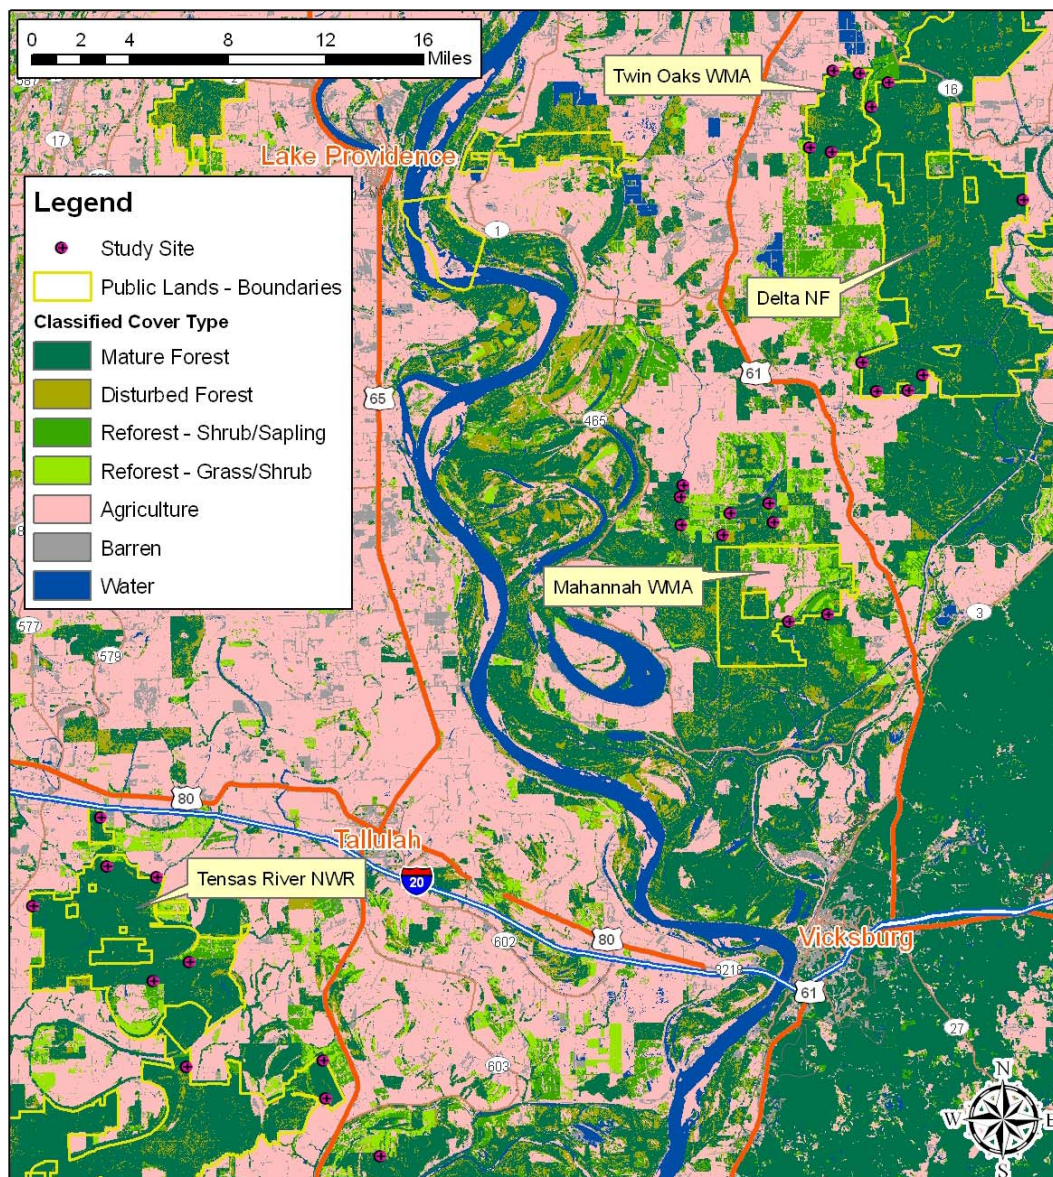 0 2 4 8 12 16
Miles
Twin Oaks WMA
16
17
Lake Providence
Legend
Study Site
Public Lands - Boundaries
Classified Cover Type
Mature Forest
Disturbed Forest
Reforest - Shrub/Sapling
Reforest - Grass/Shrub
Agriculture
Barren
Water
1
Delta NF
61
65
465
Mahannah WMA
3
577
579
80
Tallulah
Tensas River NWR
20
602
80
Vicksburg
3218
61
27
603
N
W E
S